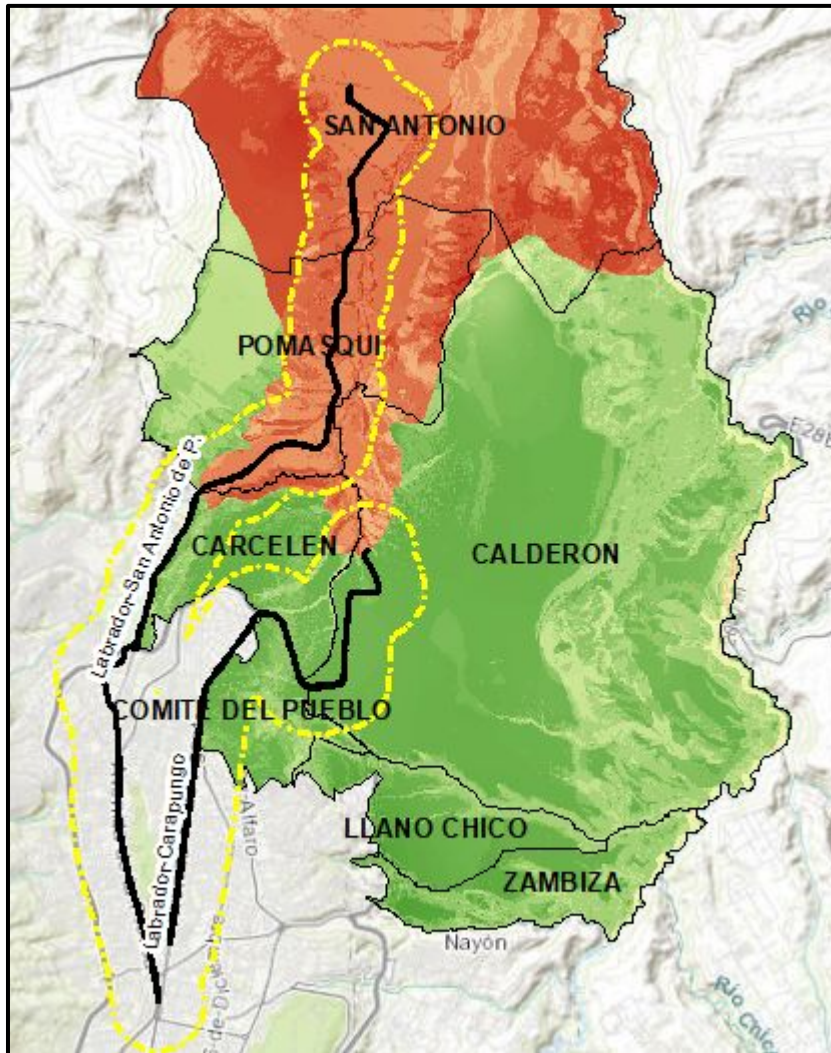 SAN ANTONIO
Río
POMASQUI
E28B
Labrador-San Antonio de P.
CARCELEN
CALDERON
COMITE DEL PUEBLO
Alfaro
Labrador-Carapungo
LLANO CHICO
ZAMBIZA
Nayón
Río